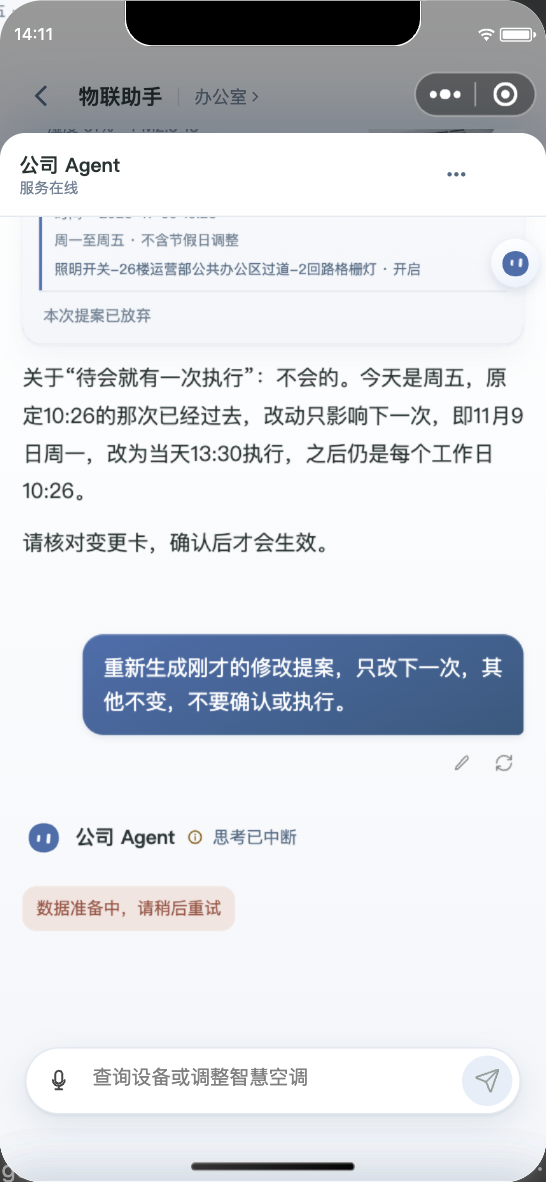 14:11
物联助手
办公室
公司 Agent
服务在线
周一至周五 · 不含节假日调整
照明开关-26楼运营部公共办公区过道-2回路格栅灯 · 开启
本次提案已放弃
关于“待会就有一次执行”：不会的。今天是周五，原
定10:26的那次已经过去，改动只影响下一次，即11月9
日周一，改为当天13:30执行，之后仍是每个工作日
10:26。
请核对变更卡，确认后才会生效。
重新生成刚才的修改提案，只改下一次，其
他不变，不要确认或执行。
公司 Agent
思考已中断
数据准备中，请稍后重试
查询设备或调整智慧空调